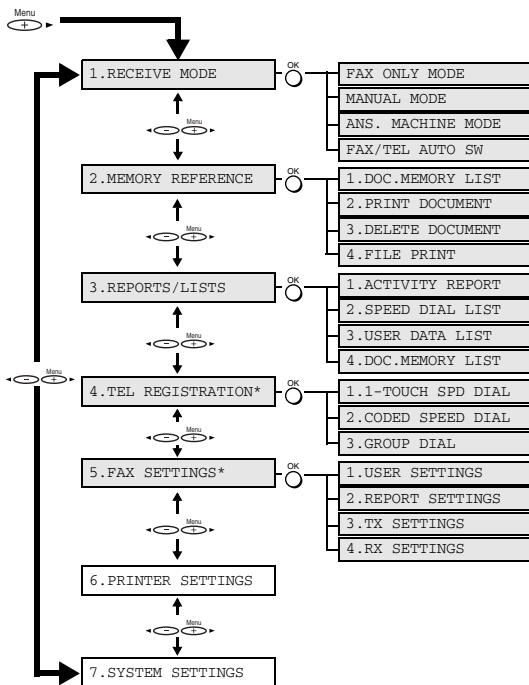 Menu
1.RECEIVE MODE
OK
FAX ONLY MODE
MANUAL MODE
ANS. MACHINE MODE
FAX/TEL AUTO SW
Menu
2.MEMORY REFERENCE
OK
1.DOC.MEMORY LIST
2.PRINT DOCUMENT
3.DELETE DOCUMENT
4.FILE PRINT
Menu
3.REPORTS/LISTS
OK
1.ACTIVITY REPORT
2.SPEED DIAL LIST
3.USER DATA LIST
4.DOC.MEMORY LIST
Menu
Menu
4.TEL REGISTRATION*
OK
1.1-TOUCH SPD DIAL
2.CODED SPEED DIAL
3.GROUP DIAL
Menu
5.FAX SETTINGS*
OK
1.USER SETTINGS
2.REPORT SETTINGS
3.TX SETTINGS
4.RX SETTINGS
Menu
6.PRINTER SETTINGS
Menu
7.SYSTEM SETTINGS